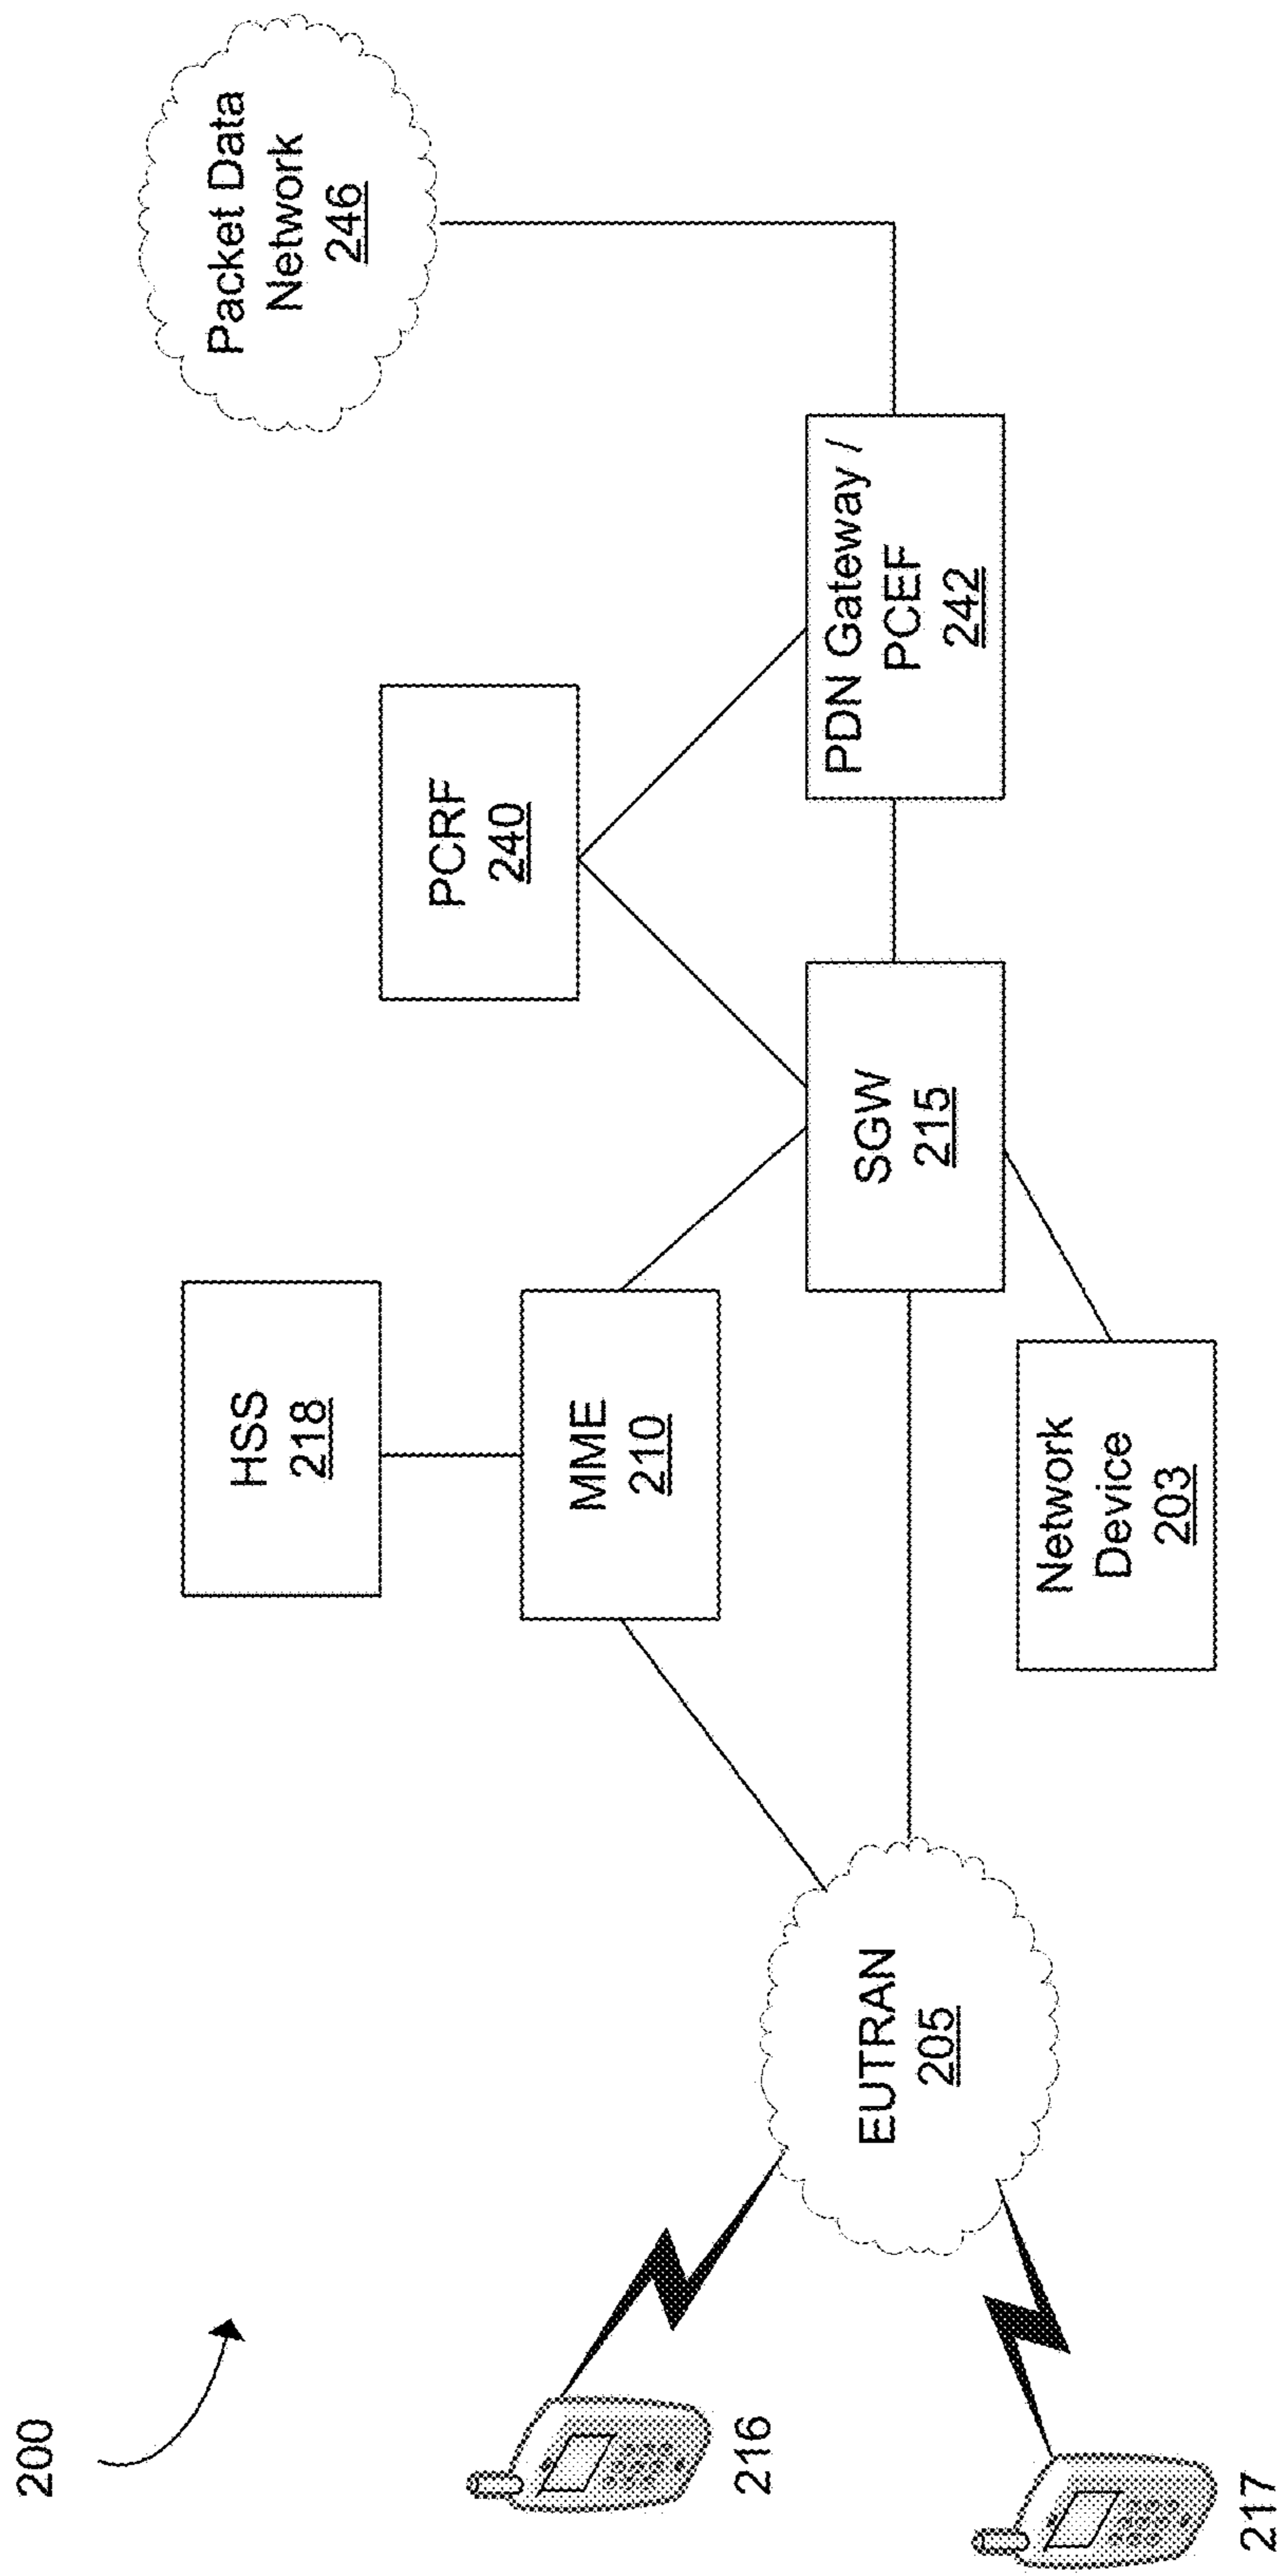 200
Packet Data
Network
246
HSS
218
PCRF
240
MME
210
SGW
215
PDN Gateway /
PCEF
242
EUTRAN
205
Network
Device
203
216
217